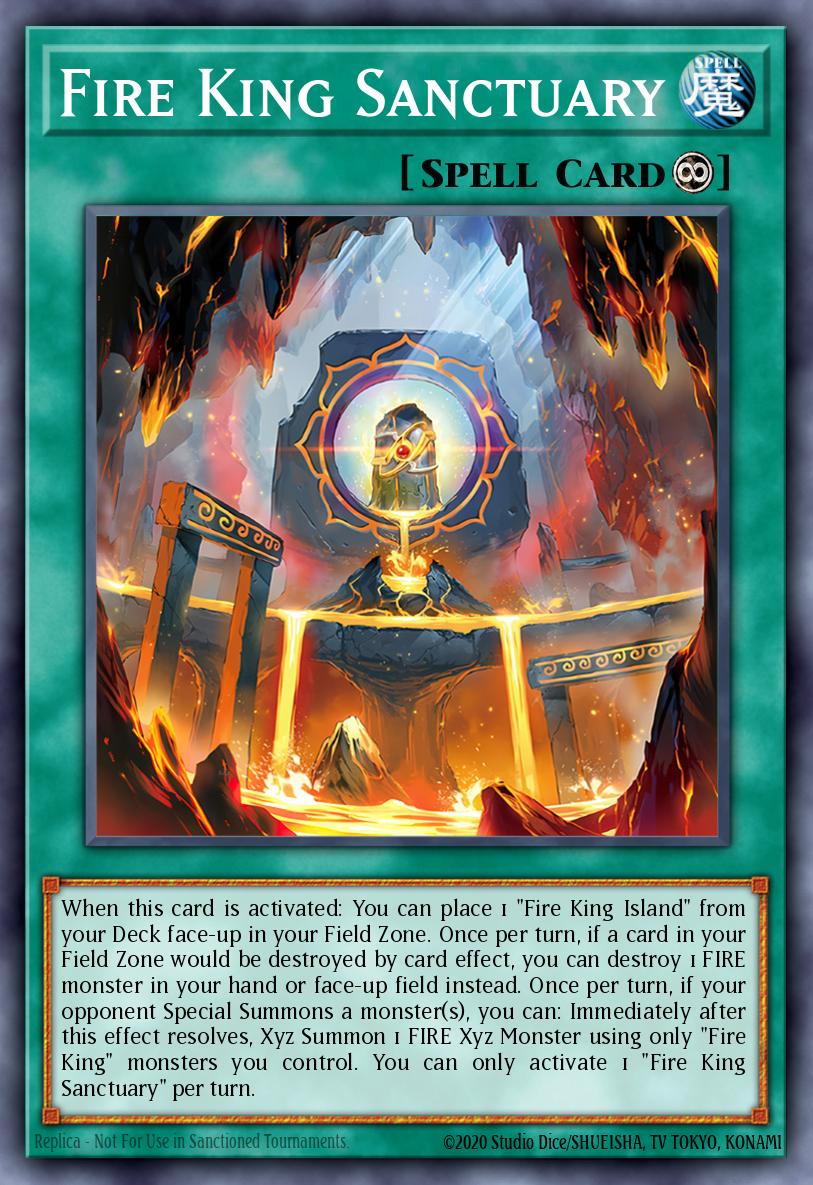 Fire King Sanctuary
SPELL
魔
[Spell Card]
When this card is activated: You can place 1 "Fire King Island" from
your Deck face-up in your Field Zone. Once per turn, if a card in your
Field Zone would be destroyed by card effect, you can destroy 1 FIRE
monster in your hand or face-up field instead. Once per turn, if your
opponent Special Summons a monster(s), you can: Immediately after
this effect resolves, Xyz Summon 1 FIRE Xyz Monster using only "Fire
King" monsters you control. You can only activate 1 "Fire King
Sanctuary" per turn.
Replica - Not For Use in Sanctioned Tournaments.
©2020 Studio Dice/SHUEISHA, TV TOKYO, KONAMI